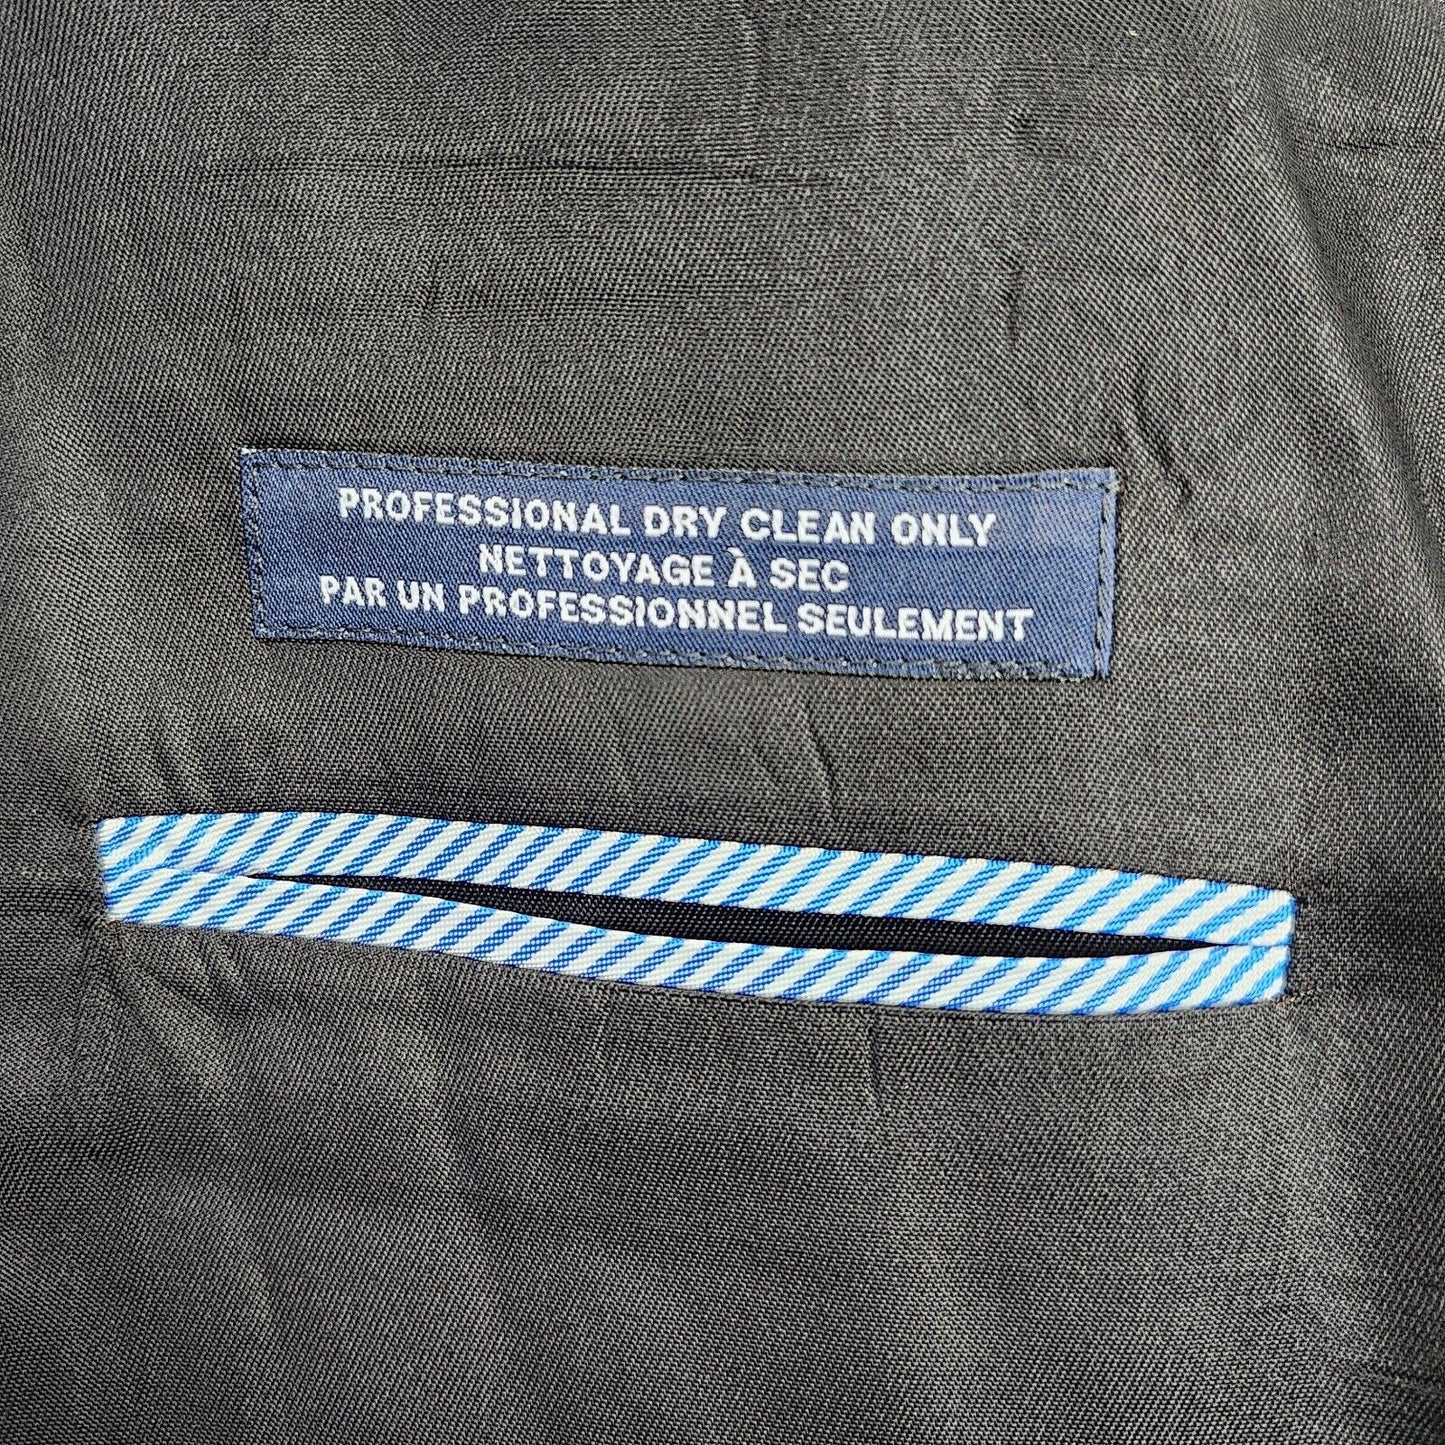 PROFESSIONAL DRY CLEAN ONLY
NETTOYAGE À SEC
PAR UN PROFESSIONNEL SEULEMENT